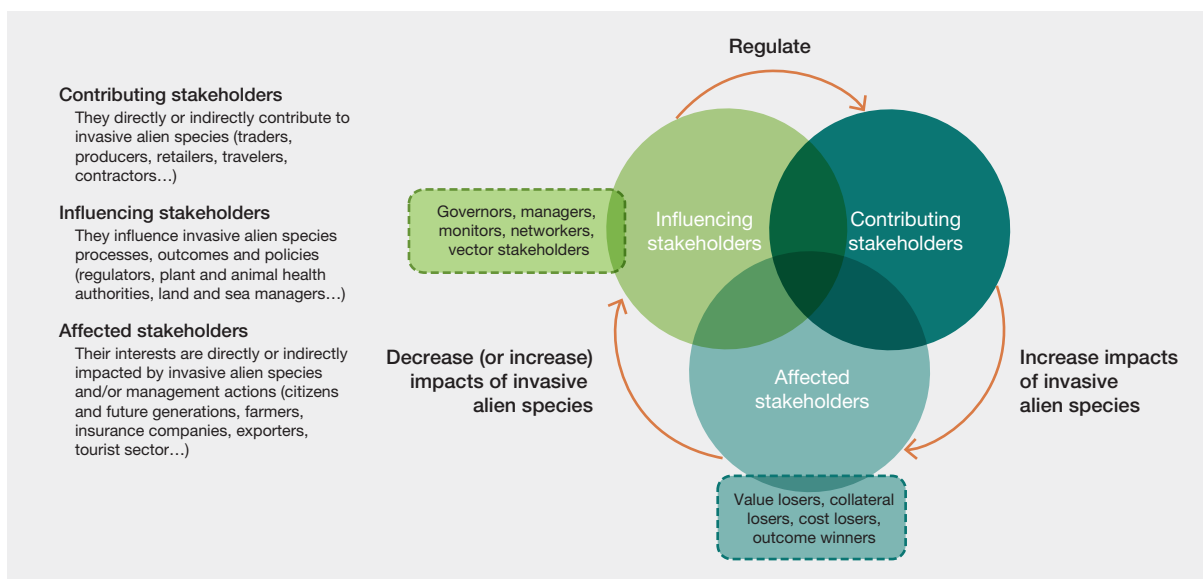 Regulate
Contributing stakeholders
They directly or indirectly contribute to
invasive alien species (traders,
producers, retailers, travelers,
contractors…)
Influencing stakeholders
They influence invasive alien species
processes, outcomes and policies
(regulators, plant and animal health
authorities, land and sea managers…)
Affected stakeholders
Their interests are directly or indirectly
impacted by invasive alien species
and/or management actions (citizens
and future generations, farmers,
insurance companies, exporters,
tourist sector…)
Governors, managers,
monitors, networkers,
vector stakeholders
Influencing
stakeholders
Contributing
stakeholders
Decrease (or increase)
impacts of invasive
alien species
Affected
stakeholders
Increase impacts
of invasive
alien species
Value losers, collateral
losers, cost losers,
outcome winners